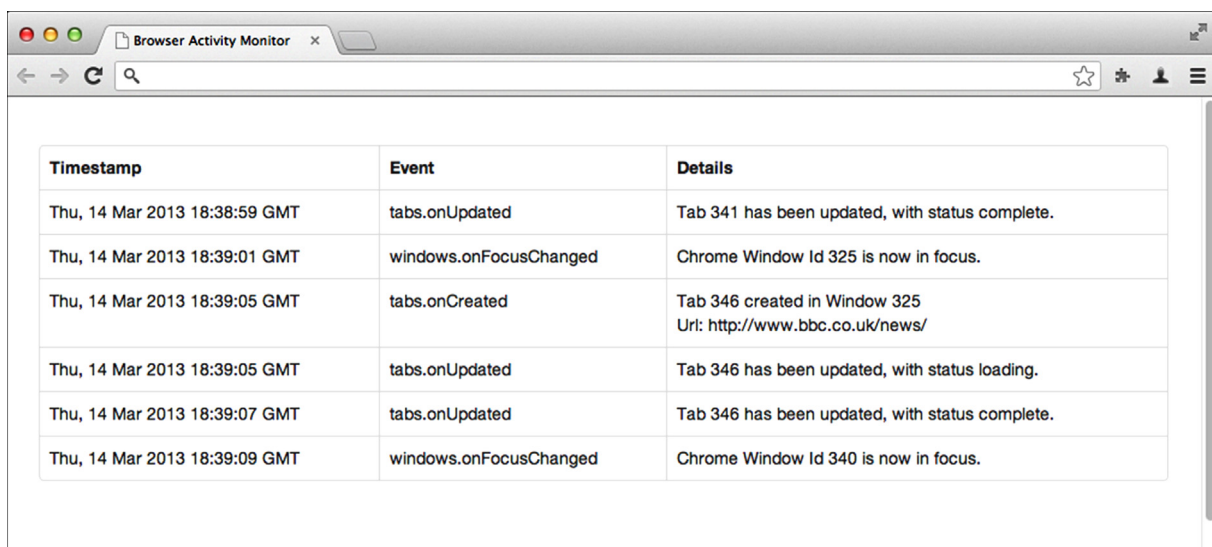 Browser Activity Monitor
Timestamp Event Details
Thu, 14 Mar 2013 18:38:59 GMT tabs.onUpdated Tab 341 has been updated, with status complete.
Thu, 14 Mar 2013 18:39:01 GMT windows.onFocusChanged Chrome Window Id 325 is now in focus.
Thu, 14 Mar 2013 18:39:05 GMT tabs.onCreated Tab 346 created in Window 325
Url: http://www.bbc.co.uk/news/
Thu, 14 Mar 2013 18:39:05 GMT tabs.onUpdated Tab 346 has been updated, with status loading.
Thu, 14 Mar 2013 18:39:07 GMT tabs.onUpdated Tab 346 has been updated, with status complete.
Thu, 14 Mar 2013 18:39:09 GMT windows.onFocusChanged Chrome Window Id 340 is now in focus.